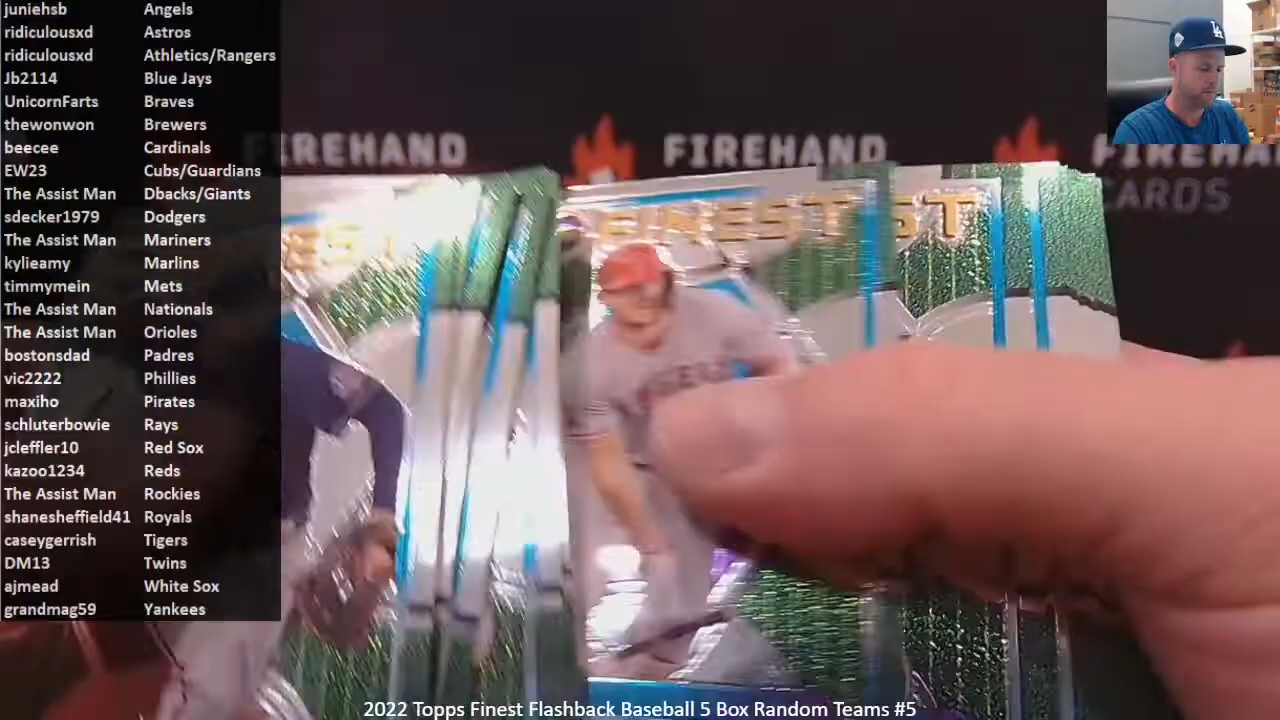 juniehsb Angels
ridiculousxd Astros
ridiculousxd Athletics/Rangers
Jb2114 Blue Jays
UnicornFarts Braves
thewonwon Brewers
beecee Cardinals
EW23 Cubs/Guardians
The Assist Man Dbacks/Giants
sdecker1979 Dodgers
The Assist Man Mariners
kylieamy Marlins
timmymein Mets
The Assist Man Nationals
The Assist Man Orioles
bostonsdad Padres
vic2222 Phillies
maxiho Pirates
schluterbowie Rays
jcleffler10 Red Sox
kazoo1234 Reds
The Assist Man Rockies
shanesheffield41 Royals
caseygerrish Tigers
DM13 Twins
ajmead White Sox
grandmag59 Yankees
FIREHAND FIREHAND FIREHA
CARDS
FINEST ST
LA
2022 Topps Finest Flashback Baseball 5 Box Random Teams #5